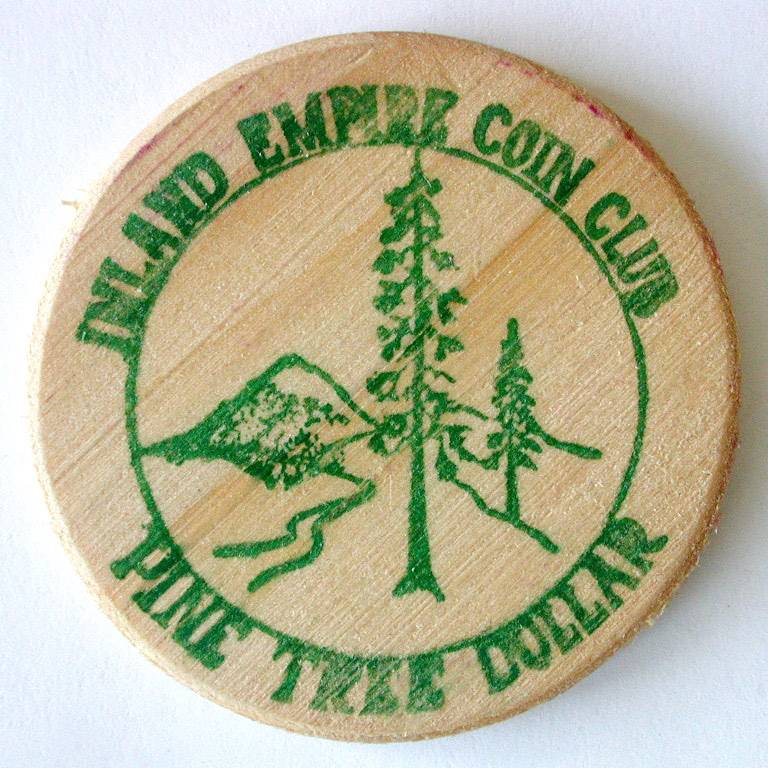 INLAND EMPIRE COIN CLUB
PINE TREE DOLLAR